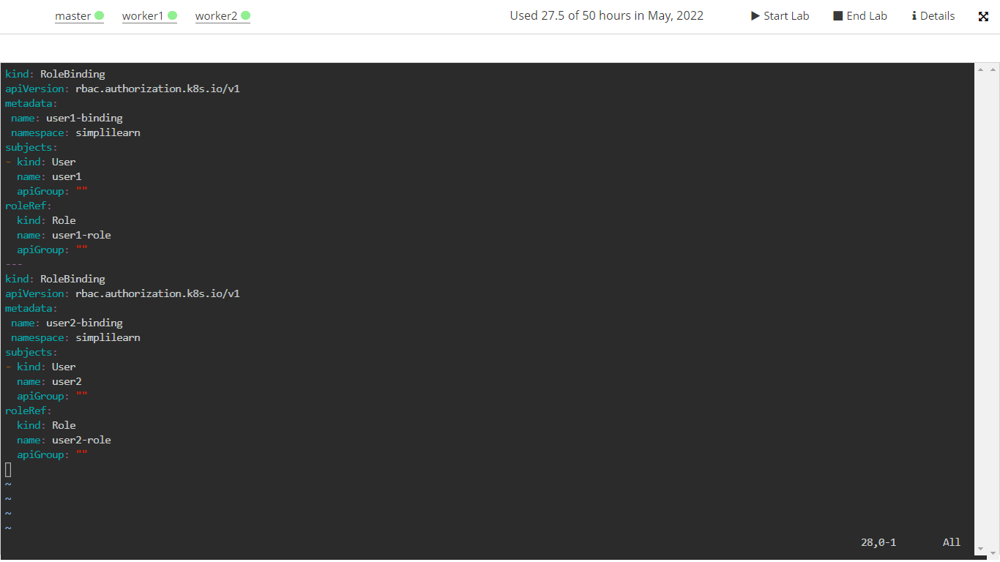 master worker1 worker2 Used 27.5 of 50 hours in May, 2022 Start Lab End Lab Details
kind: RoleBinding
apiVersion: rbac.authorization.k8s.io/v1
metadata:
 name: user1-binding
 namespace: simplilearn
subjects:
- kind: User
  name: user1
  apiGroup: ""
roleRef:
  kind: Role
  name: user1-role
  apiGroup: ""
---
kind: RoleBinding
apiVersion: rbac.authorization.k8s.io/v1
metadata:
 name: user2-binding
 namespace: simplilearn
subjects:
- kind: User
  name: user2
  apiGroup: ""
roleRef:
  kind: Role
  name: user2-role
  apiGroup: ""
~
~
~
~
28,0-1 All